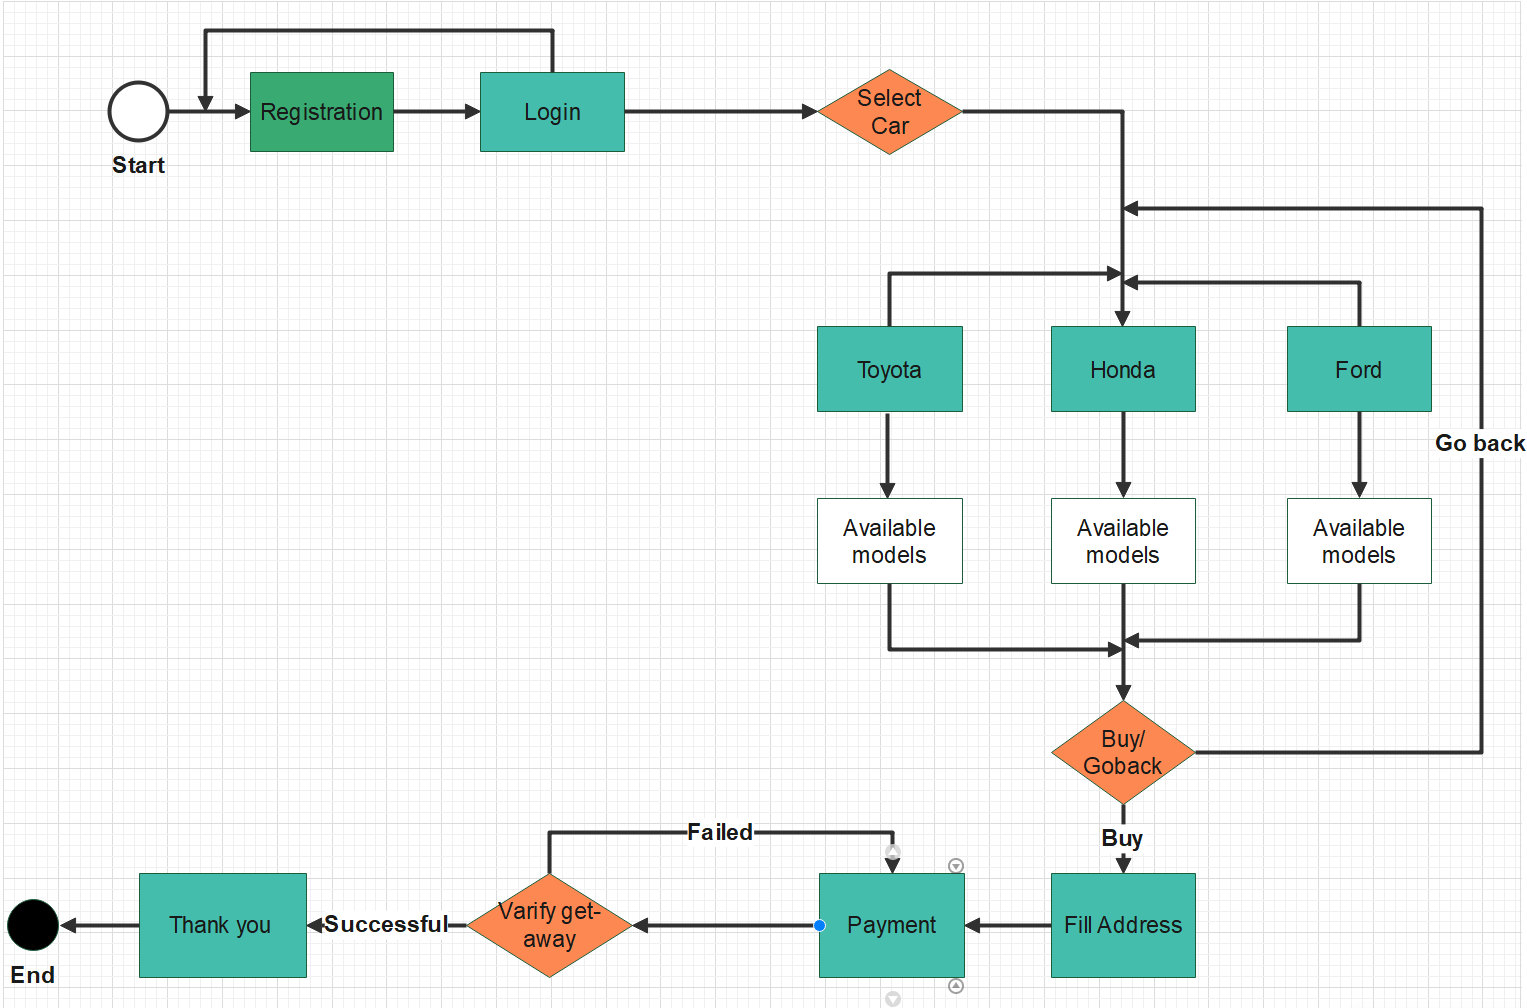 Registration
Login
Select
Car
Start
Toyota
Honda
Ford
Go back
Available
models
Available
models
Available
models
Buy/
Goback
Failed
Buy
Thank you
Successful
Varify get-
away
Payment
Fill Address
End